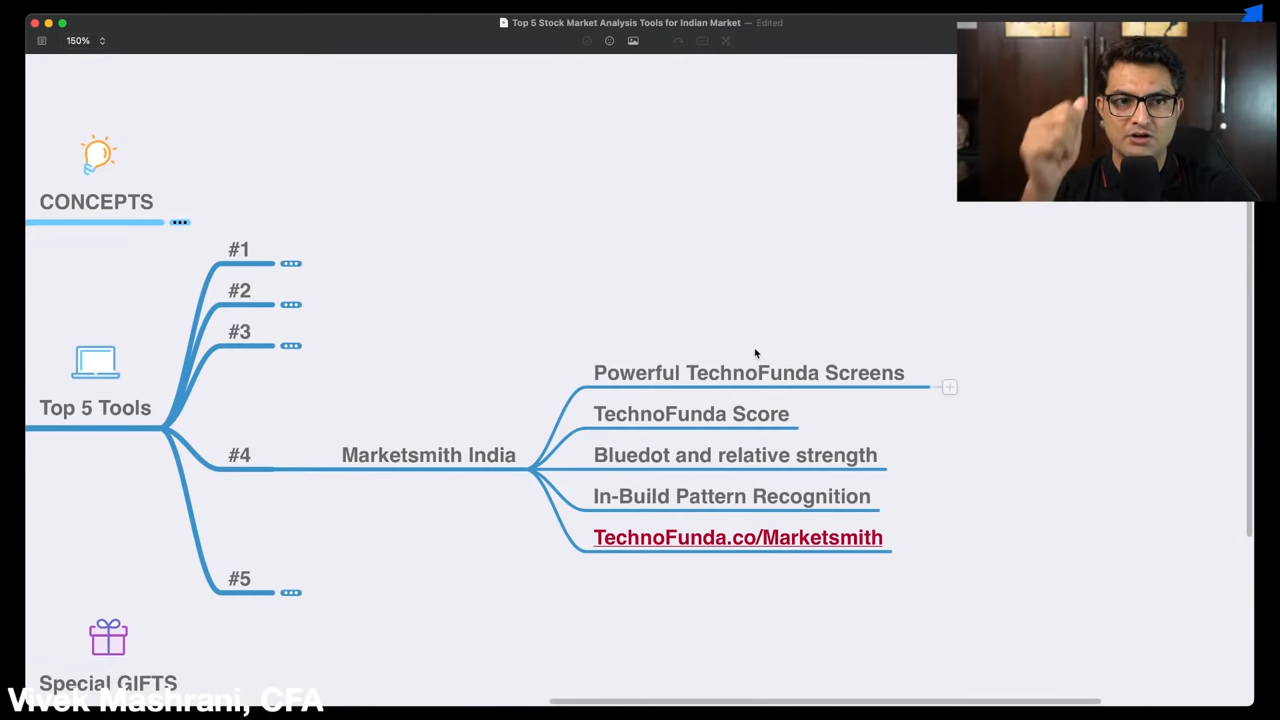 Top 5 Stock Market Analysis Tools for Indian Market — Edited
150%
CONCEPTS
#1
#2
#3
Powerful TechnoFunda Screens
Top 5 Tools
TechnoFunda Score
#4
Marketsmith India
Bluedot and relative strength
In-Build Pattern Recognition
TechnoFunda.co/Marketsmith
#5
Special GIFTS
Vivek Mashrani, CFA